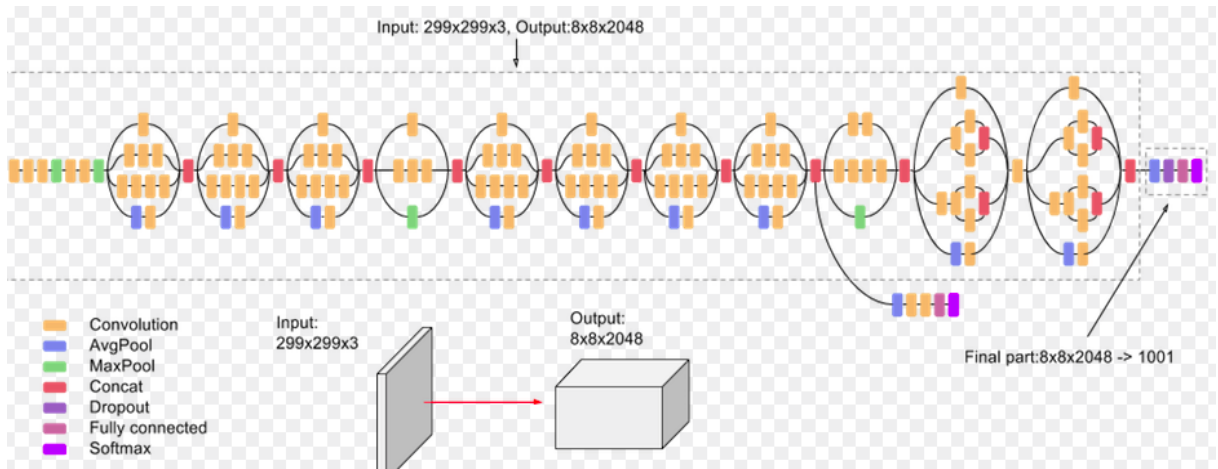 Input: 299x299x3, Output:8x8x2048
Convolution
AvgPool
MaxPool
Concat
Dropout
Fully connected
Softmax
Input:
299x299x3
Output:
8x8x2048
Final part:8x8x2048 -> 1001